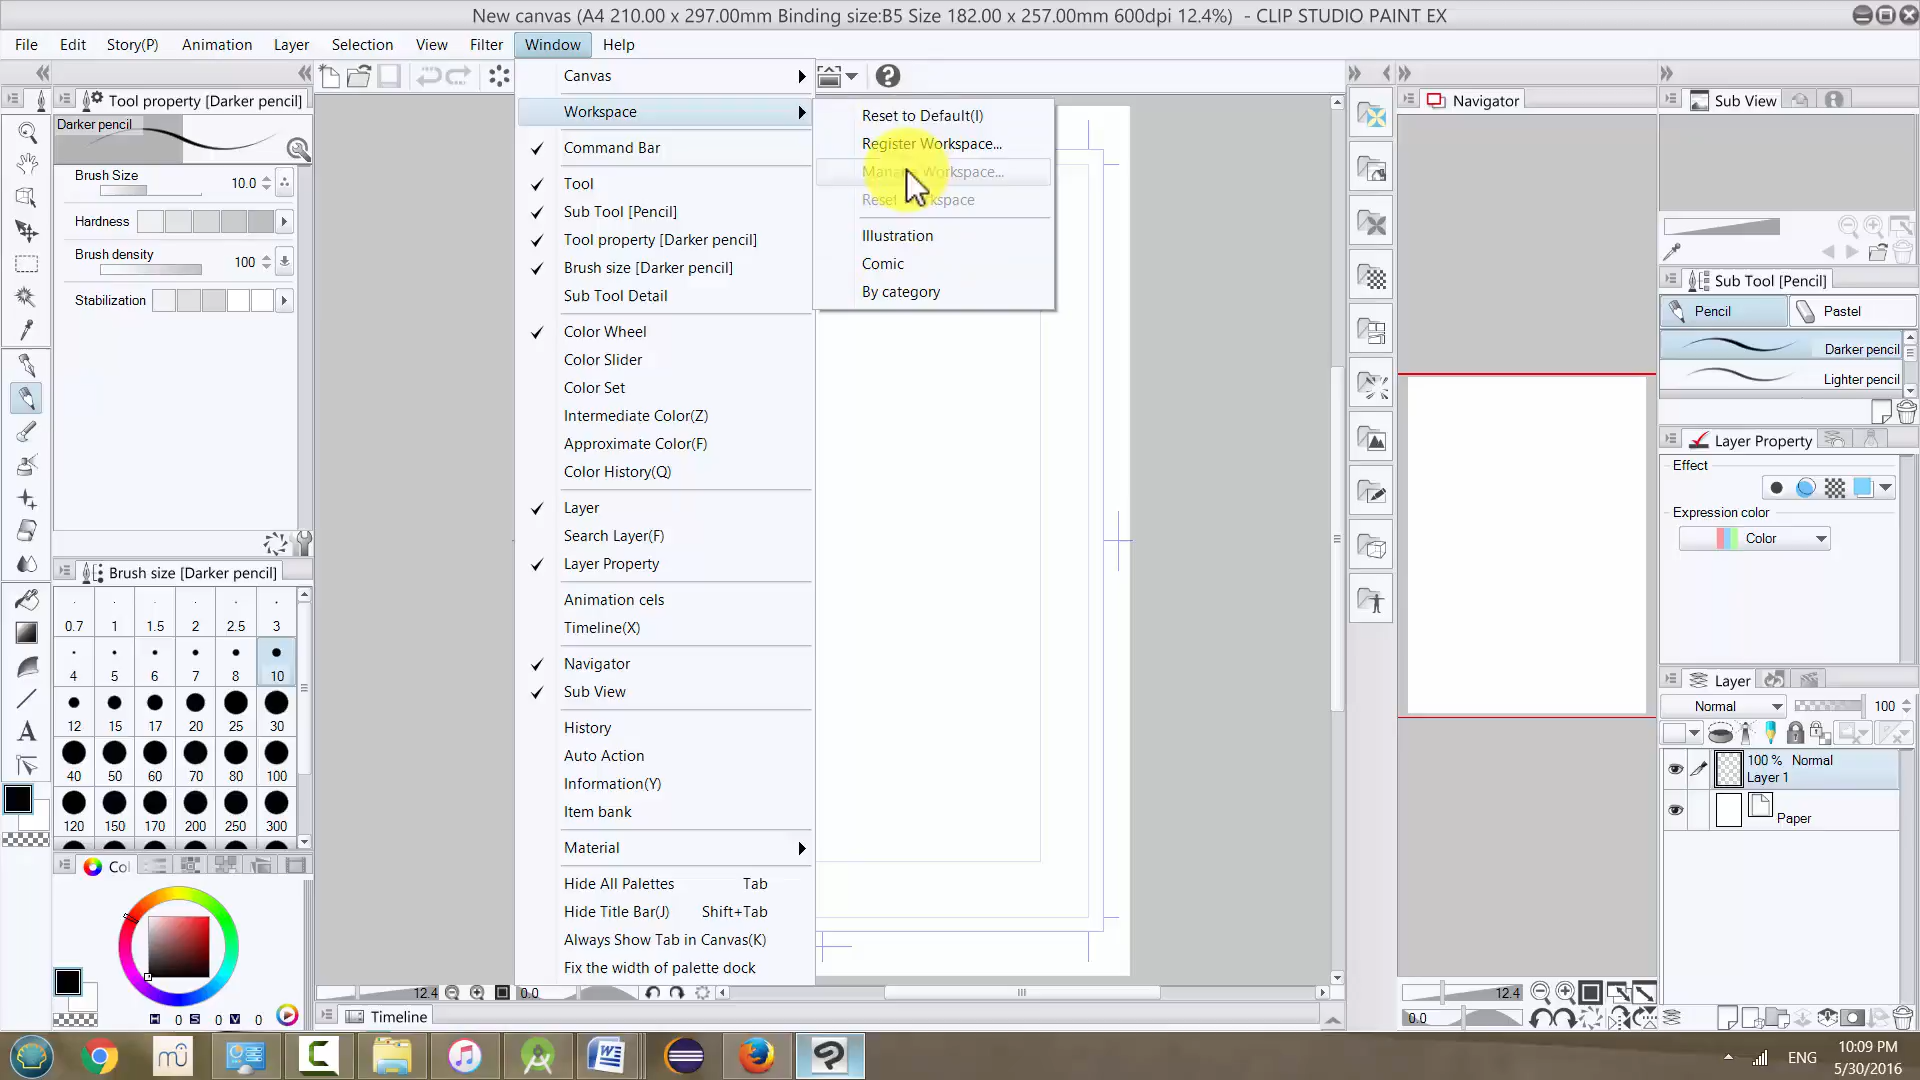 New canvas (A4 210.00 x 297.00mm Binding size:B5 Size 182.00 x 257.00mm 600dpi 12.4%) - CLIP STUDIO PAINT EX
File Edit Story(P) Animation Layer Selection View Filter Window Help
Tool property [Darker pencil]
Darker pencil
Brush Size 10.0
Hardness
Brush density 100
Stabilization
Brush size [Darker pencil]
0.7 1 1.5 2 2.5 3
4 5 6 7 8 10
12 15 17 20 25 30
40 50 60 70 80 100
120 150 170 200 250 300
Col
H 0 S 0 V 0
Canvas
Workspace
Command Bar
Tool
Sub Tool [Pencil]
Tool property [Darker pencil]
Brush size [Darker pencil]
Sub Tool Detail
Color Wheel
Color Slider
Color Set
Intermediate Color(Z)
Approximate Color(F)
Color History(Q)
Layer
Search Layer(F)
Layer Property
Animation cels
Timeline(X)
Navigator
Sub View
History
Auto Action
Information(Y)
Item bank
Material
Hide All Palettes Tab
Hide Title Bar(J) Shift+Tab
Always Show Tab in Canvas(K)
Fix the width of palette dock
Reset to Default(I)
Register Workspace...
Workspace...
Illustration
Comic
By category
12.4 0.0
Timeline
Navigator
12.4
0.0
Sub View
Sub Tool [Pencil]
Pencil Pastel
Darker pencil
Lighter pencil
Layer Property
Effect
Expression color
Color
Layer
Normal 100
100 % Normal
Layer 1
Paper
ENG
10:09 PM
5/30/2016